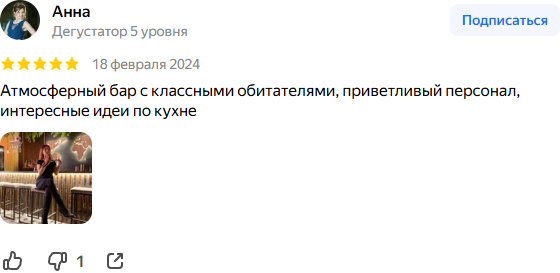 Анна
Подписаться
Дегустатор 5 уровня
18 февраля 2024
Атмосферный бар с классными обитателями, приветливый персонал,
интересные идеи по кухне
1